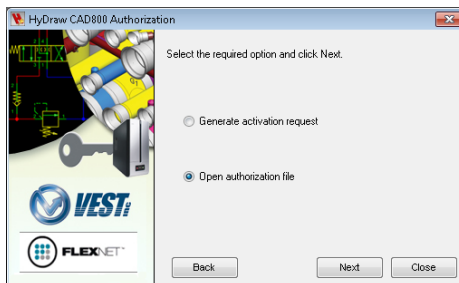 HyDraw CAD800 Authorization
Select the required option and click Next.
G1
Generate activation request
Open authorization file
VEST
FLEXNET
Back
Next
Close